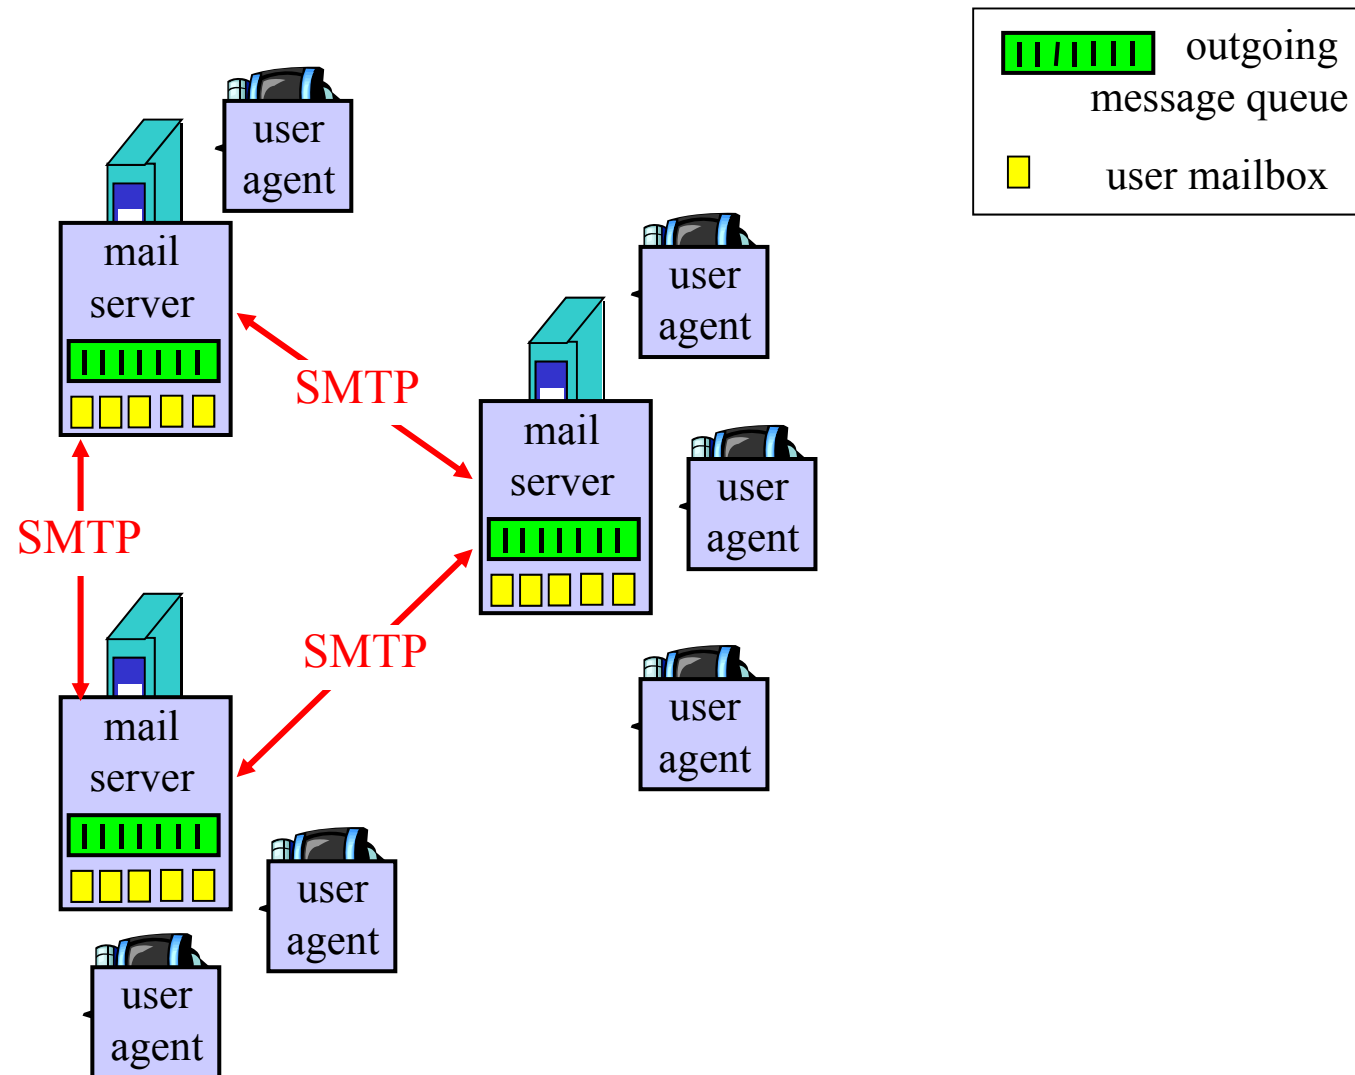 outgoing
message queue
user mailbox
user
agent
mail
server
SMTP
user
agent
mail
server
user
agent
SMTP
SMTP
user
agent
mail
server
user
agent
user
agent